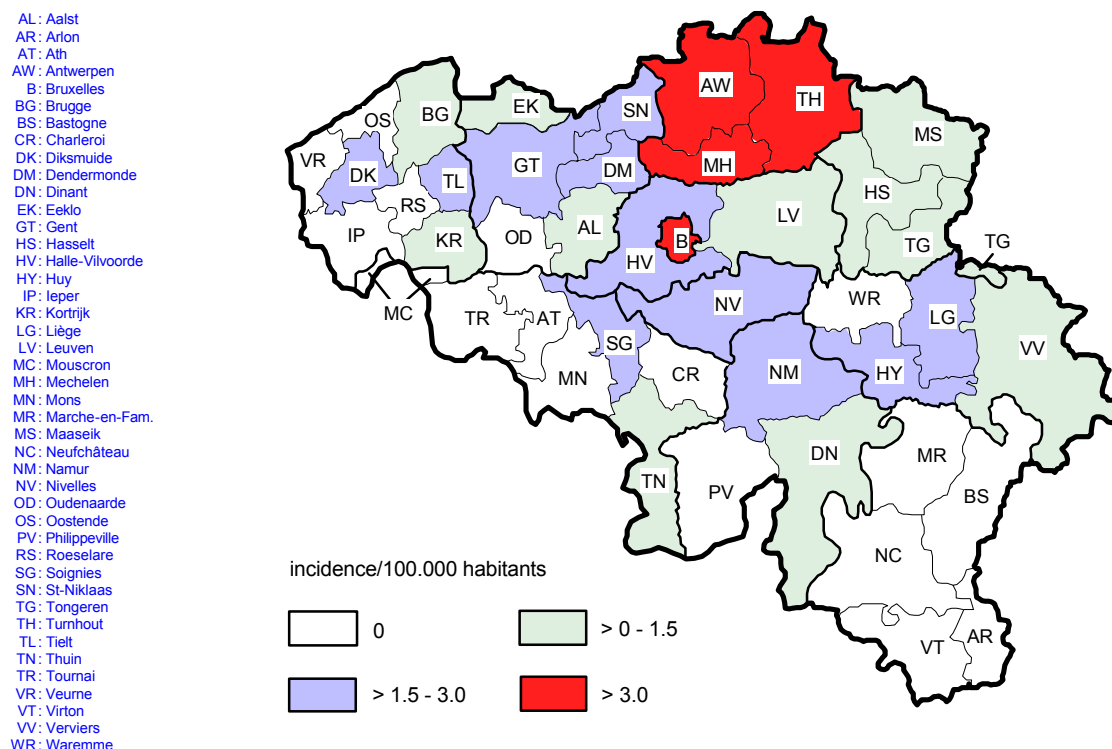 AL: Aalst
AR: Arlon
AT: Ath
AW: Antwerpen
B: Bruxelles
BG: Brugge
BS: Bastogne
CR: Charleroi
DK: Diksmuide
DM: Dendermonde
DN: Dinant
EK: Eeklo
GT: Gent
HS: Hasselt
HV: Halle-Vilvoorde
HY: Huy
IP: Ieper
KR: Kortrijk
LG: Liège
LV: Leuven
MC: Mouscron
MH: Mechelen
MN: Mons
MR: Marche-en-Fam.
MS: Maaseik
NC: Neufchâteau
NM: Namur
NV: Nivelles
OD: Oudenaarde
OS: Oostende
PV: Philippeville
RS: Roeselare
SG: Soignies
SN: St-Niklaas
TG: Tongeren
TH: Turnhout
TL: Tielt
TN: Thuin
TR: Tournai
VR: Veurne
VT: Virton
VV: Verviers
WR: Waremme
AW
TH
EK
SN
BG
OS
MS
VR
GT
MH
DM
DK
TL
HS
RS
LV
AL
IP
KR
OD
B
TG
TG
HV
MC
WR
NV
TR
AT
LG
SG
VV
MN
CR
NM
HY
DN
MR
TN
PV
BS
NC
AR
VT
incidence/100.000 habitants
0
> 0 - 1.5
> 1.5 - 3.0
> 3.0